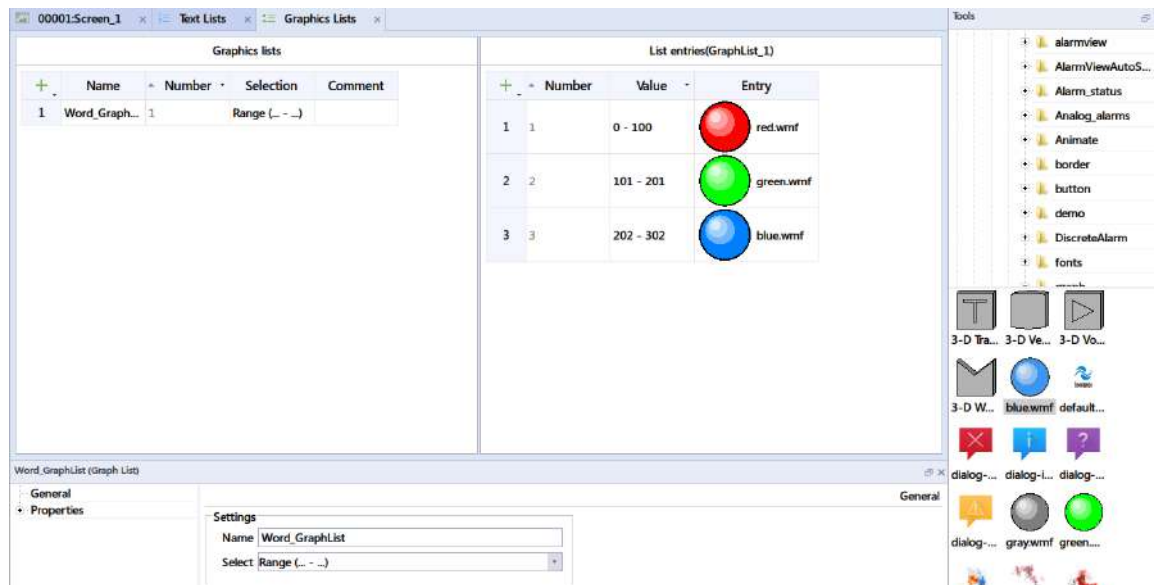 00001:Screen_1 × Text Lists × Graphics Lists ×
Graphics lists
Name Number Selection Comment
1 Word_Graph... 1 Range (... - ...)
List entries(GraphList_1)
Number Value Entry
1 1 0 - 100 red.wmf
2 2 101 - 201 green.wmf
3 3 202 - 302 blue.wmf
Word_GraphList (Graph List)
General
Properties
General
Settings
Name Word_GraphList
Select Range (... - ...)
Tools
alarmview
AlarmViewAutoS...
Alarm_status
Analog_alarms
Animate
border
button
demo
DiscreteAlarm
fonts
3-D Tra... 3-D Ve... 3-D Vo...
3-D W... blue.wmf default...
dialog-... dialog-i... dialog-...
dialog-... gray.wmf green....